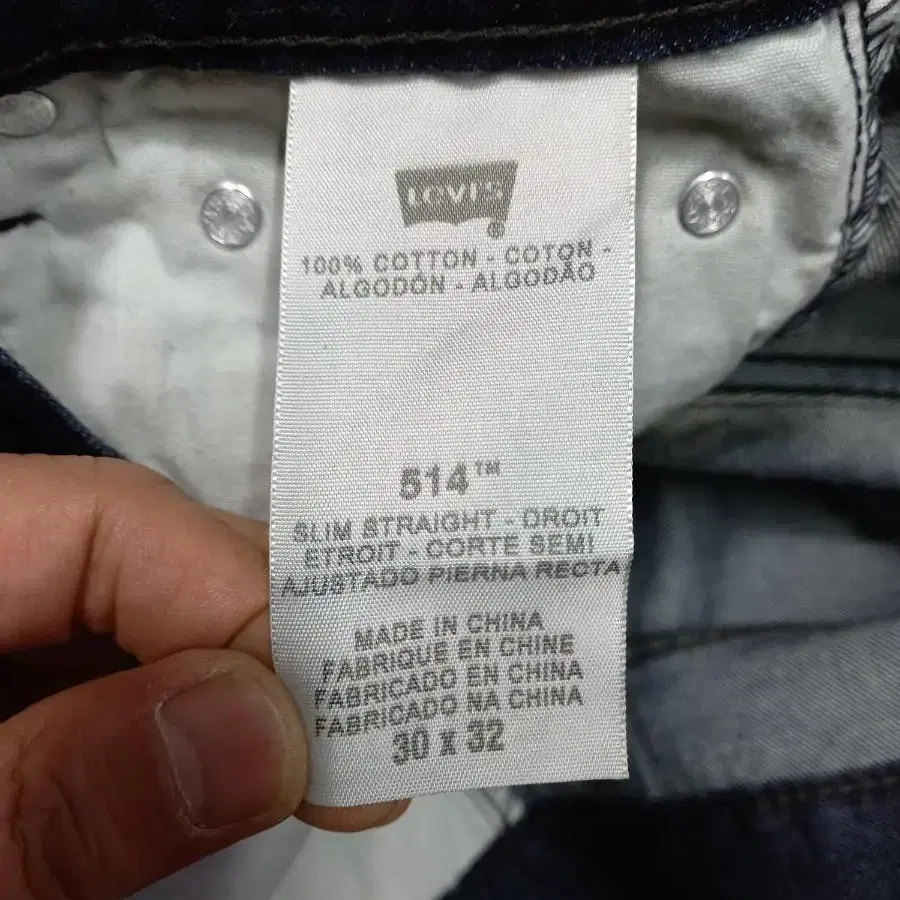 LEVI'S
®
100% COTTON - COTON -
ALGODÓN - ALGODÃO
514™
SLIM STRAIGHT - DROIT
ETROIT - CORTE SEMI
AJUSTADO PIERNA RECTA
MADE IN CHINA
FABRIQUE EN CHINE
FABRICADO EN CHINA
FABRICADO NA CHINA
30 X 32